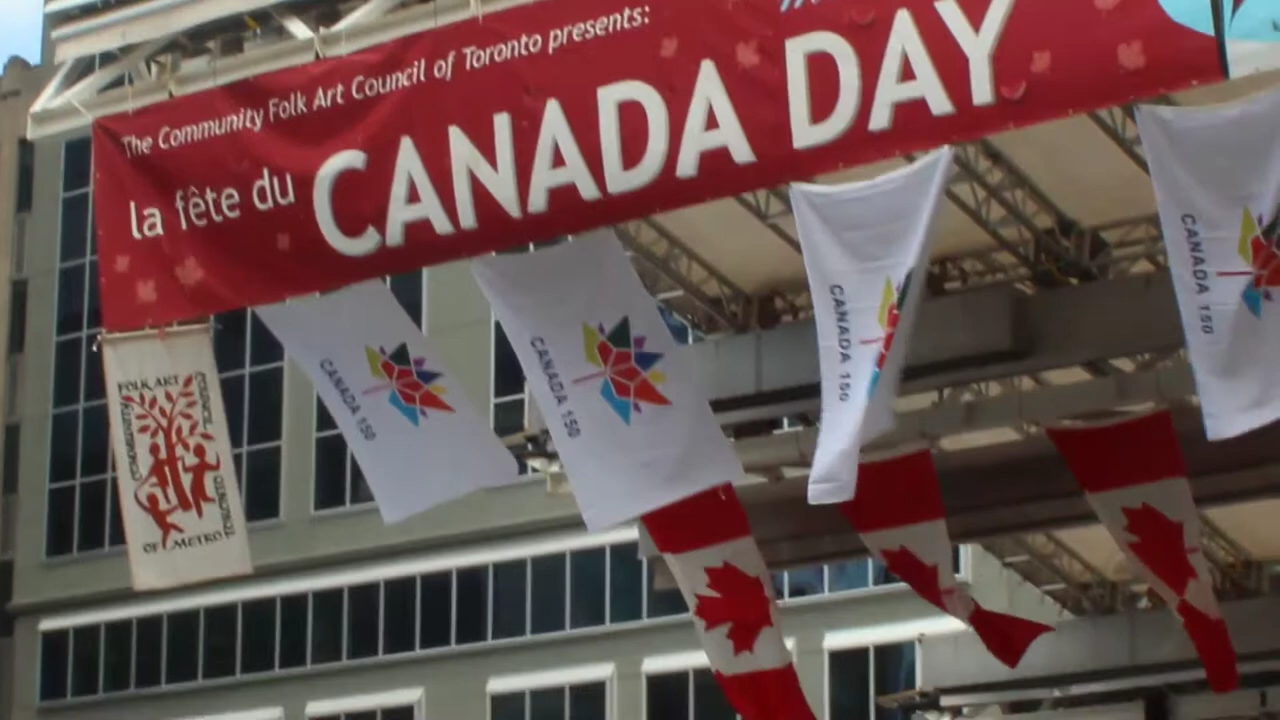 The Community Folk Art Council of Toronto presents:
la fête du CANADA DAY
CANADA 150
CANADA 150
CANADA 150
CANADA 150
FOLK ART
COUNCIL
TORONTO
OF METRO